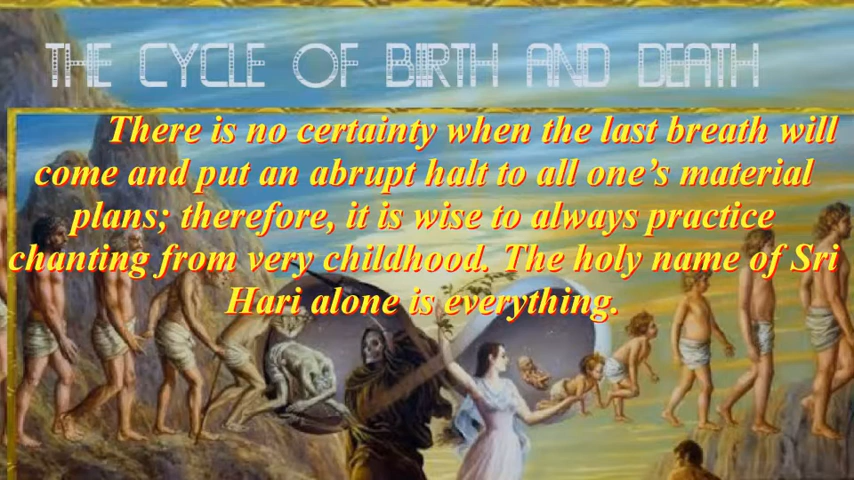 THE CYCLE OF BIRTH AND DEATH
There is no certainty when the last breath will
come and put an abrupt halt to all one’s material
plans; therefore, it is wise to always practice
chanting from very childhood. The holy name of Sri
Hari alone is everything.